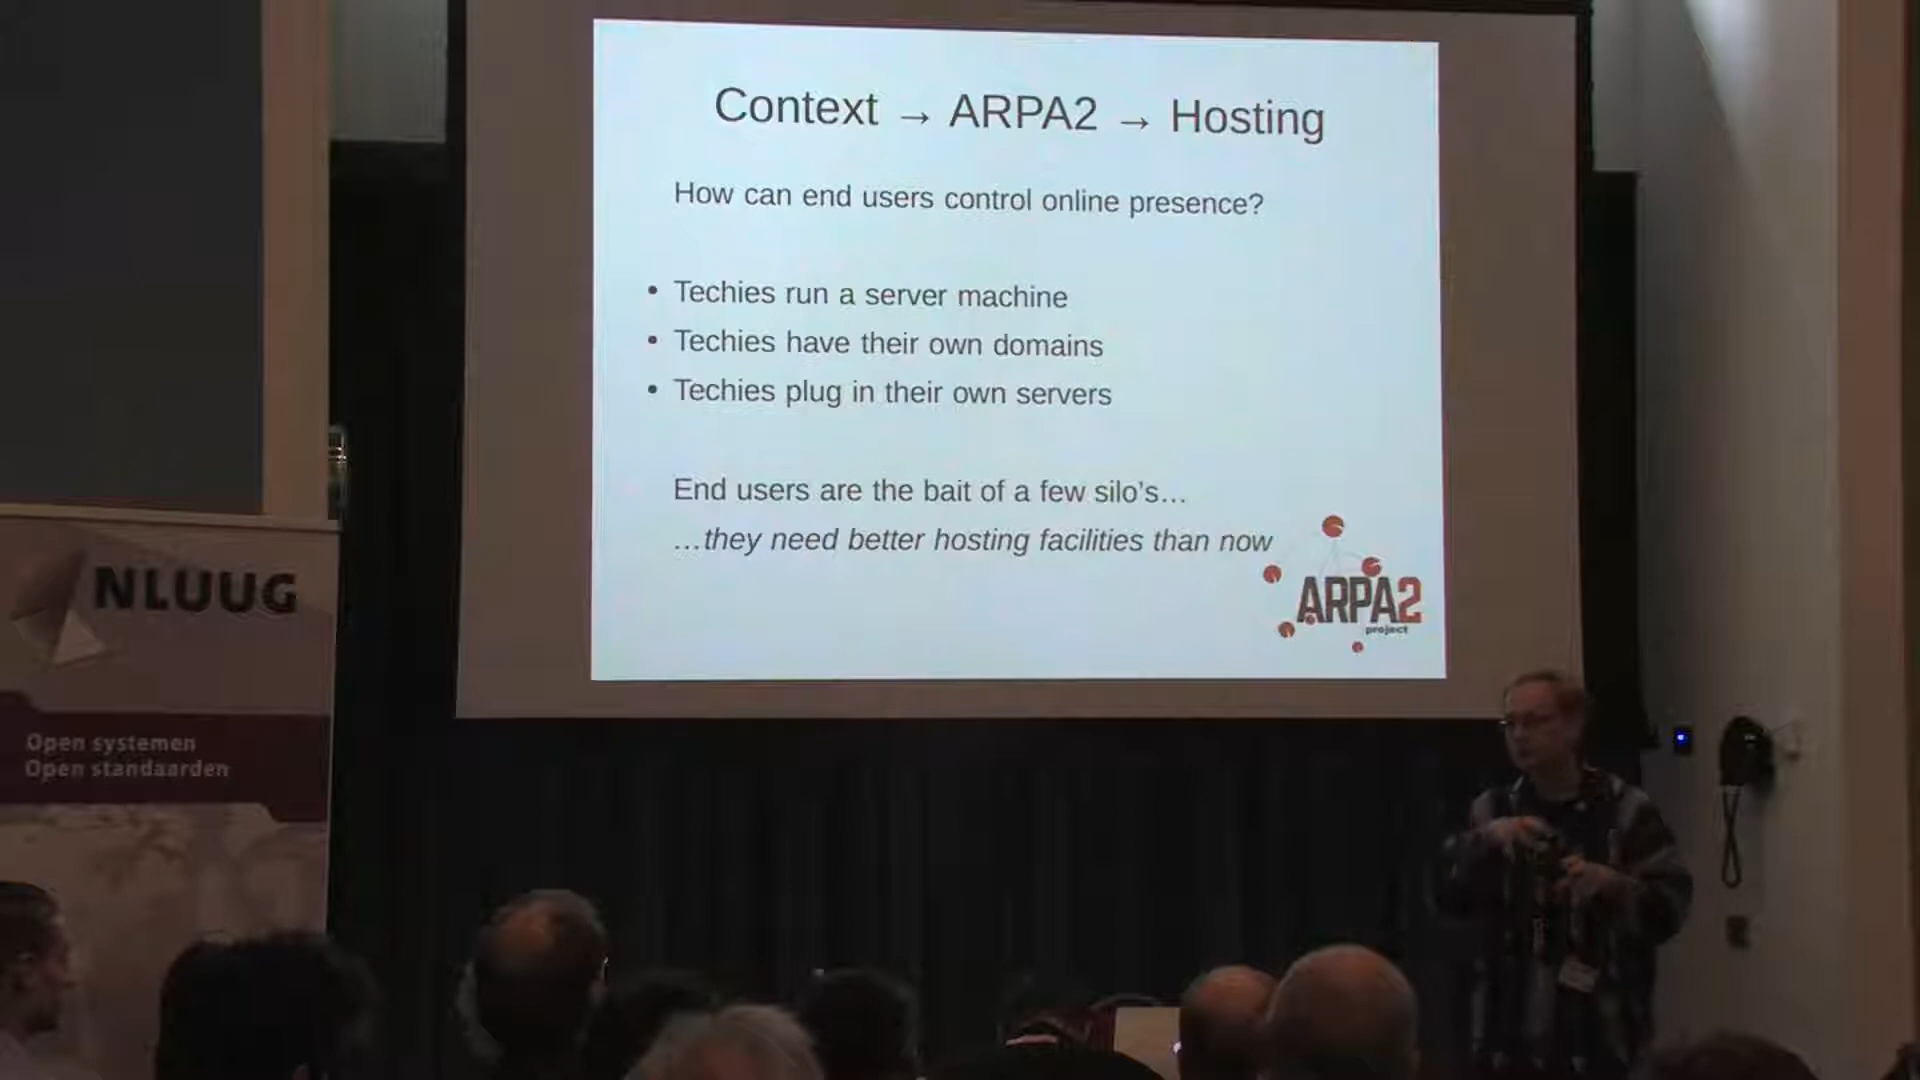 Context → ARPA2 → Hosting
How can end users control online presence?
• Techies run a server machine
• Techies have their own domains
• Techies plug in their own servers
End users are the bait of a few silo’s…
…they need better hosting facilities than now
ARPA2
project
NLUUG
Open systemen
Open standaarden